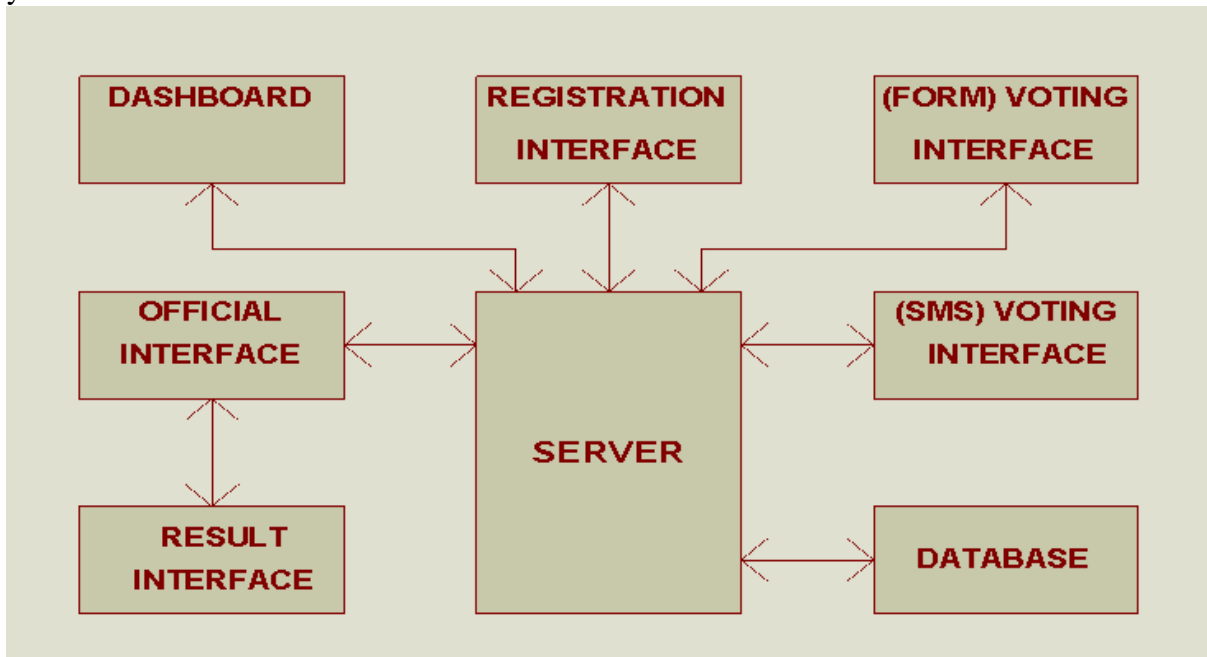 DASHBOARD
REGISTRATION
INTERFACE
(FORM) VOTING
INTERFACE
OFFICIAL
INTERFACE
(SMS) VOTING
INTERFACE
SERVER
RESULT
INTERFACE
DATABASE